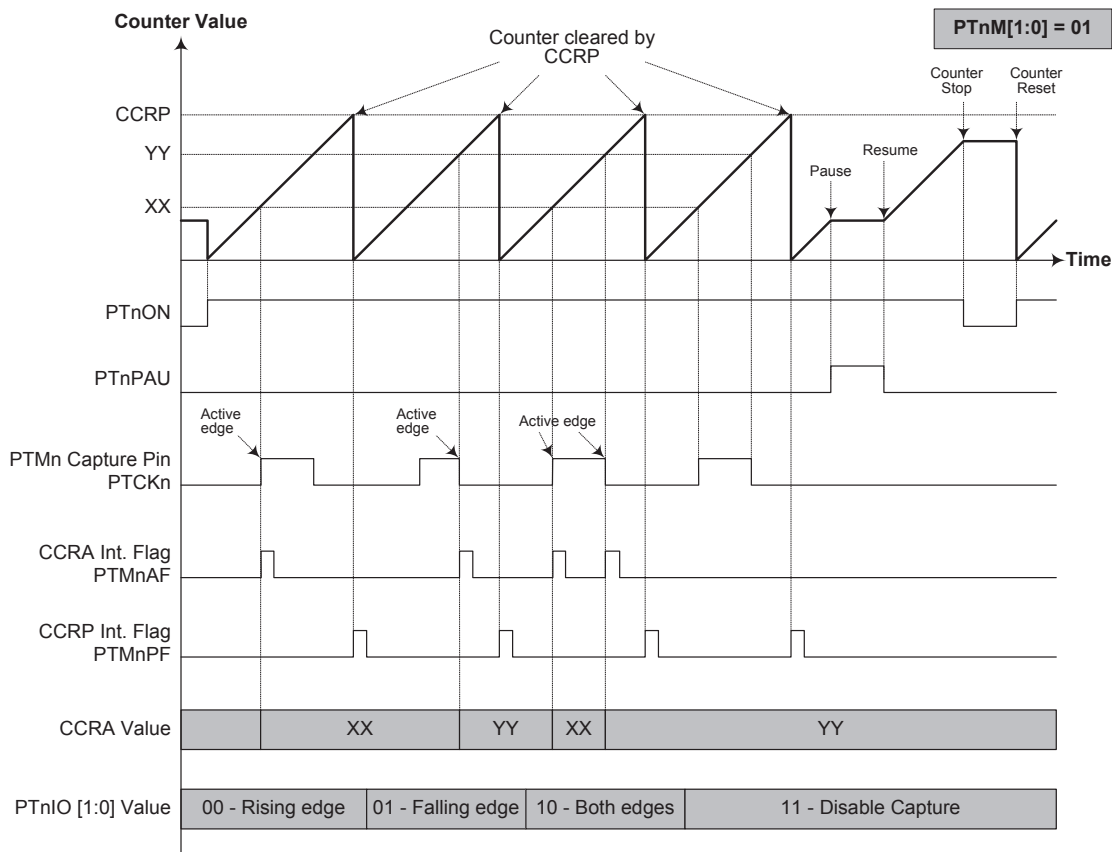 Counter Value
PTnM[1:0] = 01
Counter cleared by
CCRP
Counter
Stop
Counter
Reset
CCRP
YY
Resume
Pause
XX
Time
PTnON
PTnPAU
Active
edge
Active
edge
Active edge
PTMn Capture Pin
PTCKn
CCRA Int. Flag
PTMnAF
CCRP Int. Flag
PTMnPF
CCRA Value
XX
YY
XX
YY
PTnIO [1:0] Value
00 - Rising edge
01 - Falling edge
10 - Both edges
11 - Disable Capture